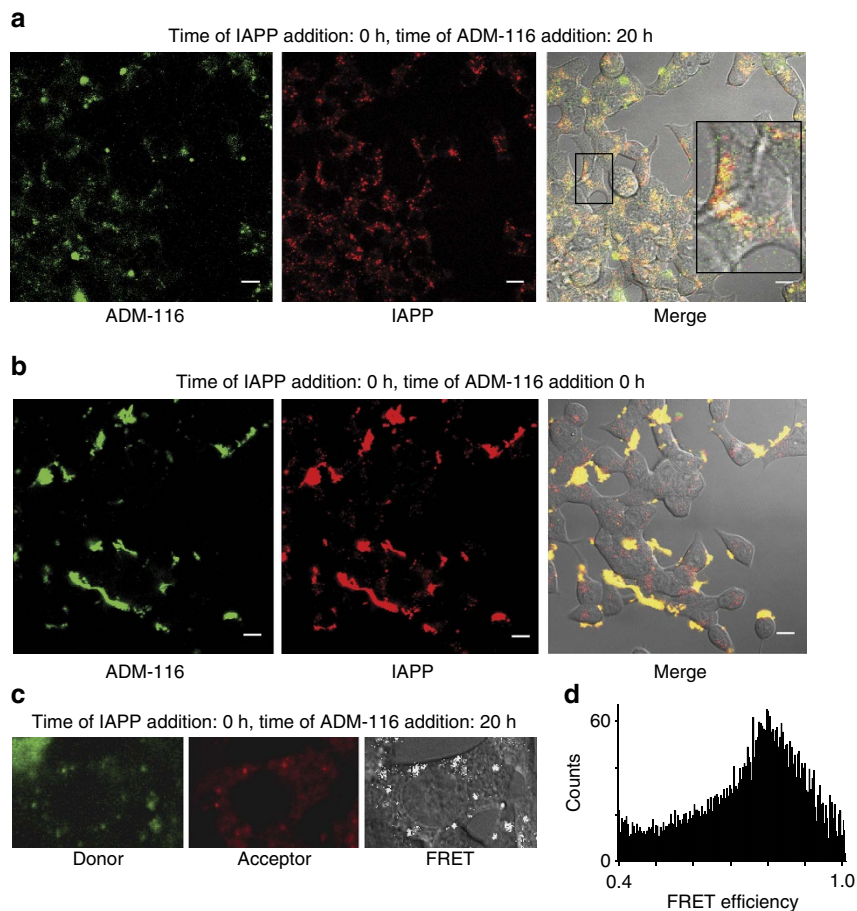 a
Time of IAPP addition: 0 h, time of ADM-116 addition: 20 h
ADM-116
IAPP
Merge
b
Time of IAPP addition: 0 h, time of ADM-116 addition 0 h
ADM-116
IAPP
Merge
c
Time of IAPP addition: 0 h, time of ADM-116 addition: 20 h
Donor
Acceptor
FRET
d
60
Counts
0
0.4
1.0
FRET efficiency